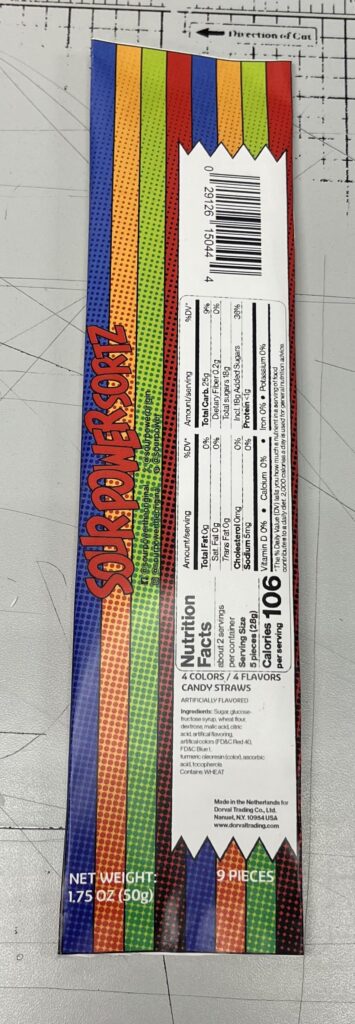 Direction of Cut
SOUR POWER SORTZ
0 29126 15044 4
Nutrition
Facts
about 2 servings
per container
Serving Size
5 pieces (28g)
Calories 106
per serving
Amount/serving %DV*
Total Fat 0g 0%
Sat. Fat 0g 0%
Trans Fat 0g
Cholesterol 0mg 0%
Sodium 5mg 0%
Amount/serving %DV*
Total Carb. 25g 9%
Dietary Fiber 0.2g 0%
Total sugars 18g
Incl. 18g Added Sugars 36%
Protein <1g
Vitamin D 0% • Calcium 0% • Iron 0% • Potassium 0%
*The % Daily Value (DV) tells you how much a nutrient in a serving of food
contributes to a daily diet. 2,000 calories a day is used for general nutrition advice.
4 COLORS / 4 FLAVORS
CANDY STRAWS
ARTIFICIALLY FLAVORED
Ingredients: Sugar, glucose-
fructose syrup, wheat flour,
dextrose, malic acid, citric
acid, artifical flavoring,
artifical colors (FD&C Red 40,
FD&C Blue 1,
turmeric oleoresin (color), ascorbic
acid, tocopherols.
Contains: WHEAT
Made in the Netherlands for
Dorval Trading Co., Ltd.
Nanuet, N.Y. 10954 USA
www.dorvaltrading.com
NET WEIGHT:
1.75 OZ (50g)
9 PIECES